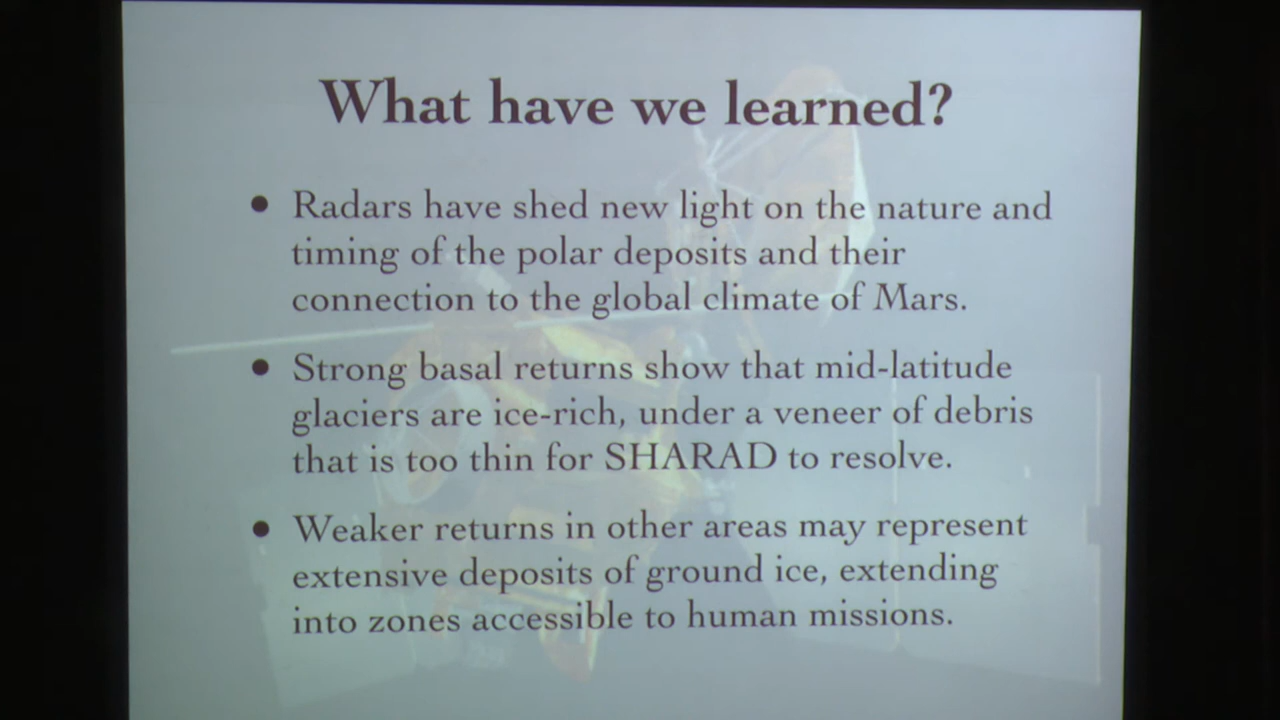 What have we learned?
• Radars have shed new light on the nature and
timing of the polar deposits and their
connection to the global climate of Mars.
• Strong basal returns show that mid-latitude
glaciers are ice-rich, under a veneer of debris
that is too thin for SHARAD to resolve.
• Weaker returns in other areas may represent
extensive deposits of ground ice, extending
into zones accessible to human missions.